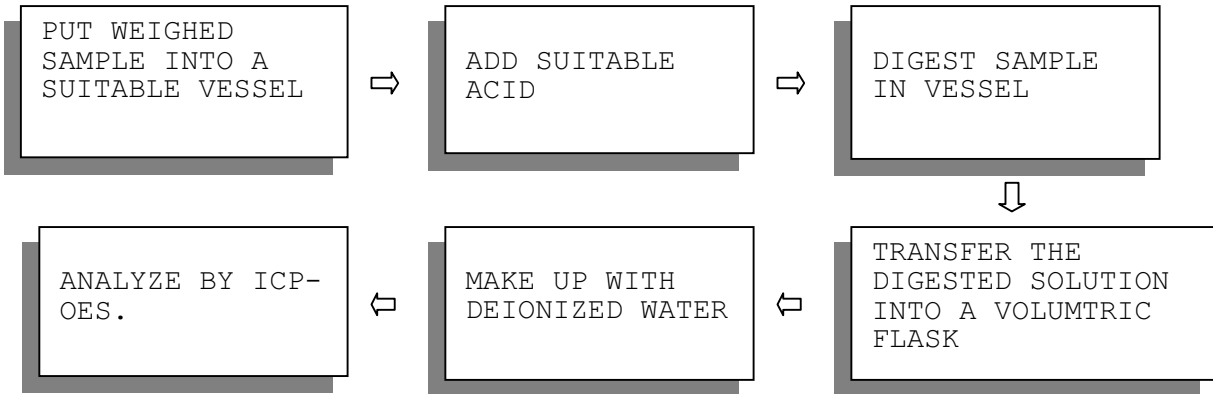 PUT WEIGHED
SAMPLE INTO A
SUITABLE VESSEL
ADD SUITABLE
ACID
DIGEST SAMPLE
IN VESSEL
TRANSFER THE
DIGESTED SOLUTION
INTO A VOLUMTRIC
FLASK
MAKE UP WITH
DEIONIZED WATER
ANALYZE BY ICP-
OES.